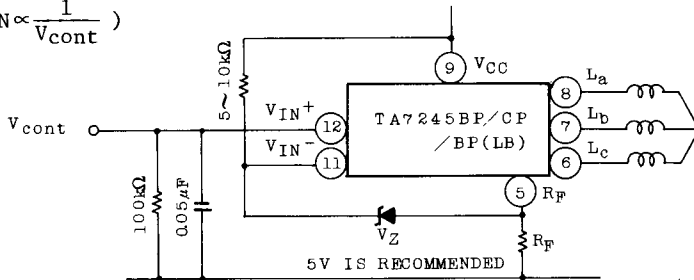 N∝1/Vcont )
5~10kΩ
9 VCC
8 La
Vcont
VIN+ 12
TA7245BP/CP
7 Lb
VIN- 11
/BP(LB)
6 Lc
100kΩ
0.05μF
5 RF
VZ
RF
5V IS RECOMMENDED